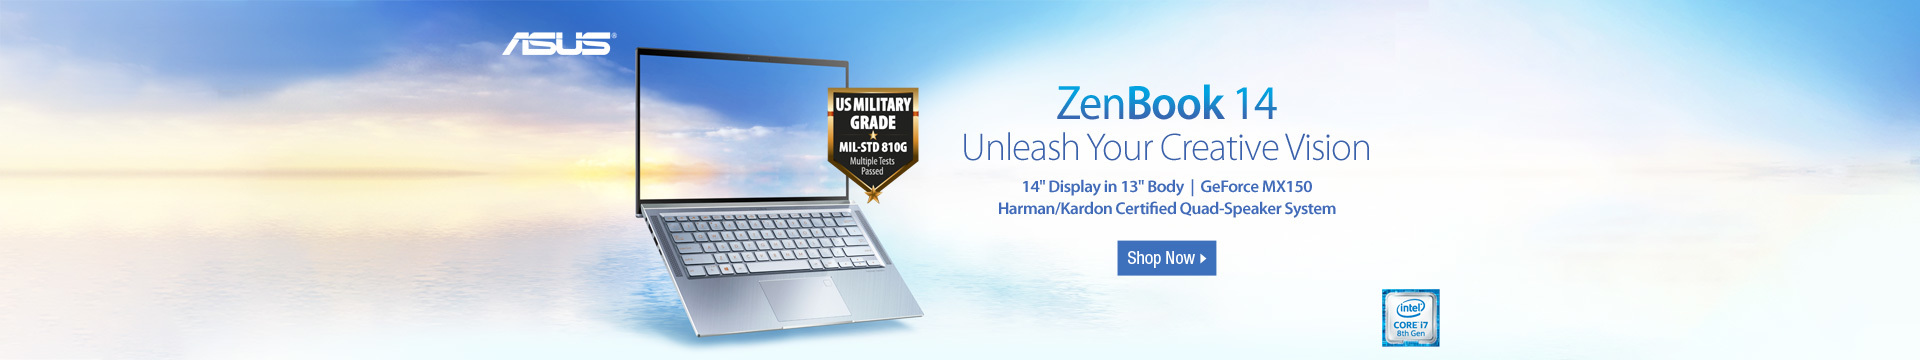 ASUS
US MILITARY
GRADE
MIL-STD 810G
Multiple Tests
Passed
ZenBook 14
Unleash Your Creative Vision
14" Display in 13" Body | GeForce MX150
Harman/Kardon Certified Quad-Speaker System
Shop Now
intel
CORE i7
8th Gen